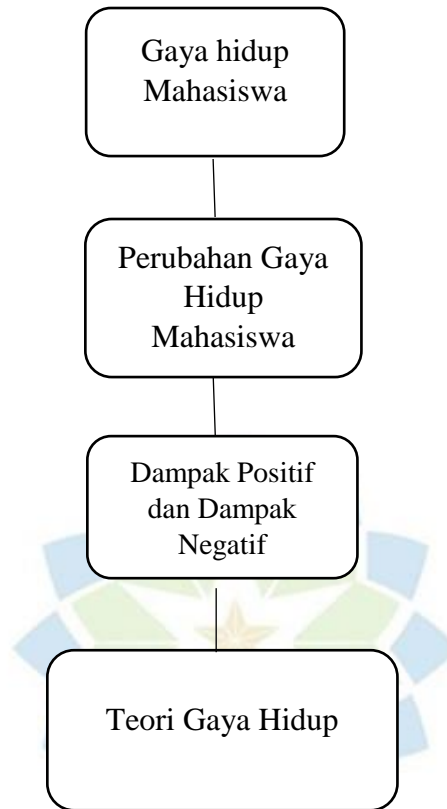 Gaya hidup
Mahasiswa
Perubahan Gaya
Hidup
Mahasiswa
Dampak Positif
dan Dampak
Negatif
Teori Gaya Hidup